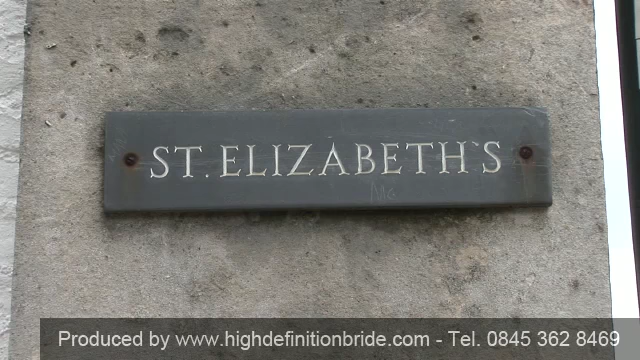 ST. ELIZABETH'S
Produced by www.highdefinitionbride.com - Tel. 0845 362 8469